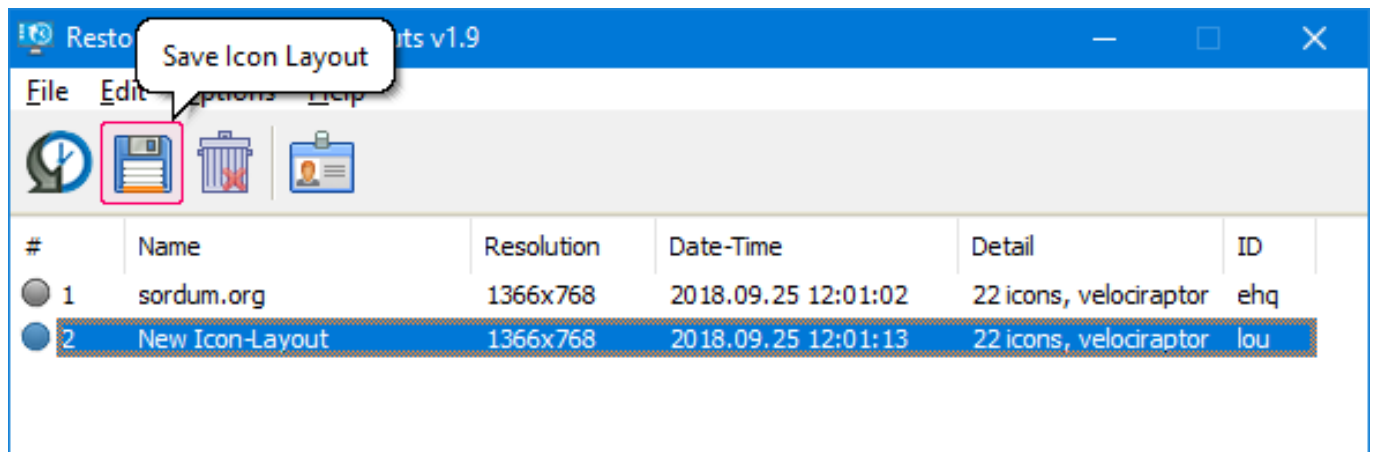 Resto uts v1.9
Save Icon Layout
File Edit Options Help
# Name Resolution Date-Time Detail ID
1 sordum.org 1366x768 2018.09.25 12:01:02 22 icons, velociraptor ehq
2 New Icon-Layout 1366x768 2018.09.25 12:01:13 22 icons, velociraptor lou